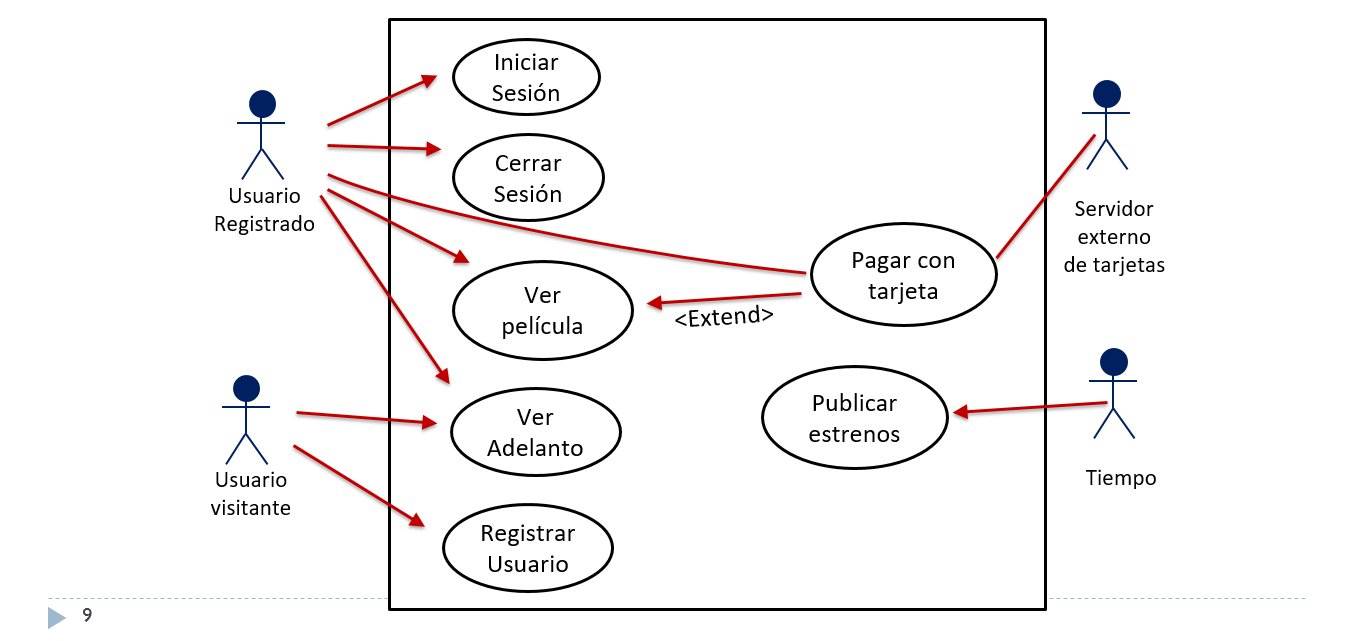 Iniciar
Sesión
Cerrar
Sesión
Usuario
Registrado
Servidor
externo
de tarjetas
Pagar con
tarjeta
Ver
película
<Extend>
Publicar
estrenos
Ver
Adelanto
Usuario
visitante
Tiempo
Registrar
Usuario
9